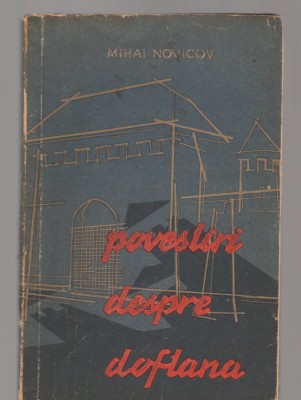 MIHAI NOVICOV
povestiri
despre
doftana